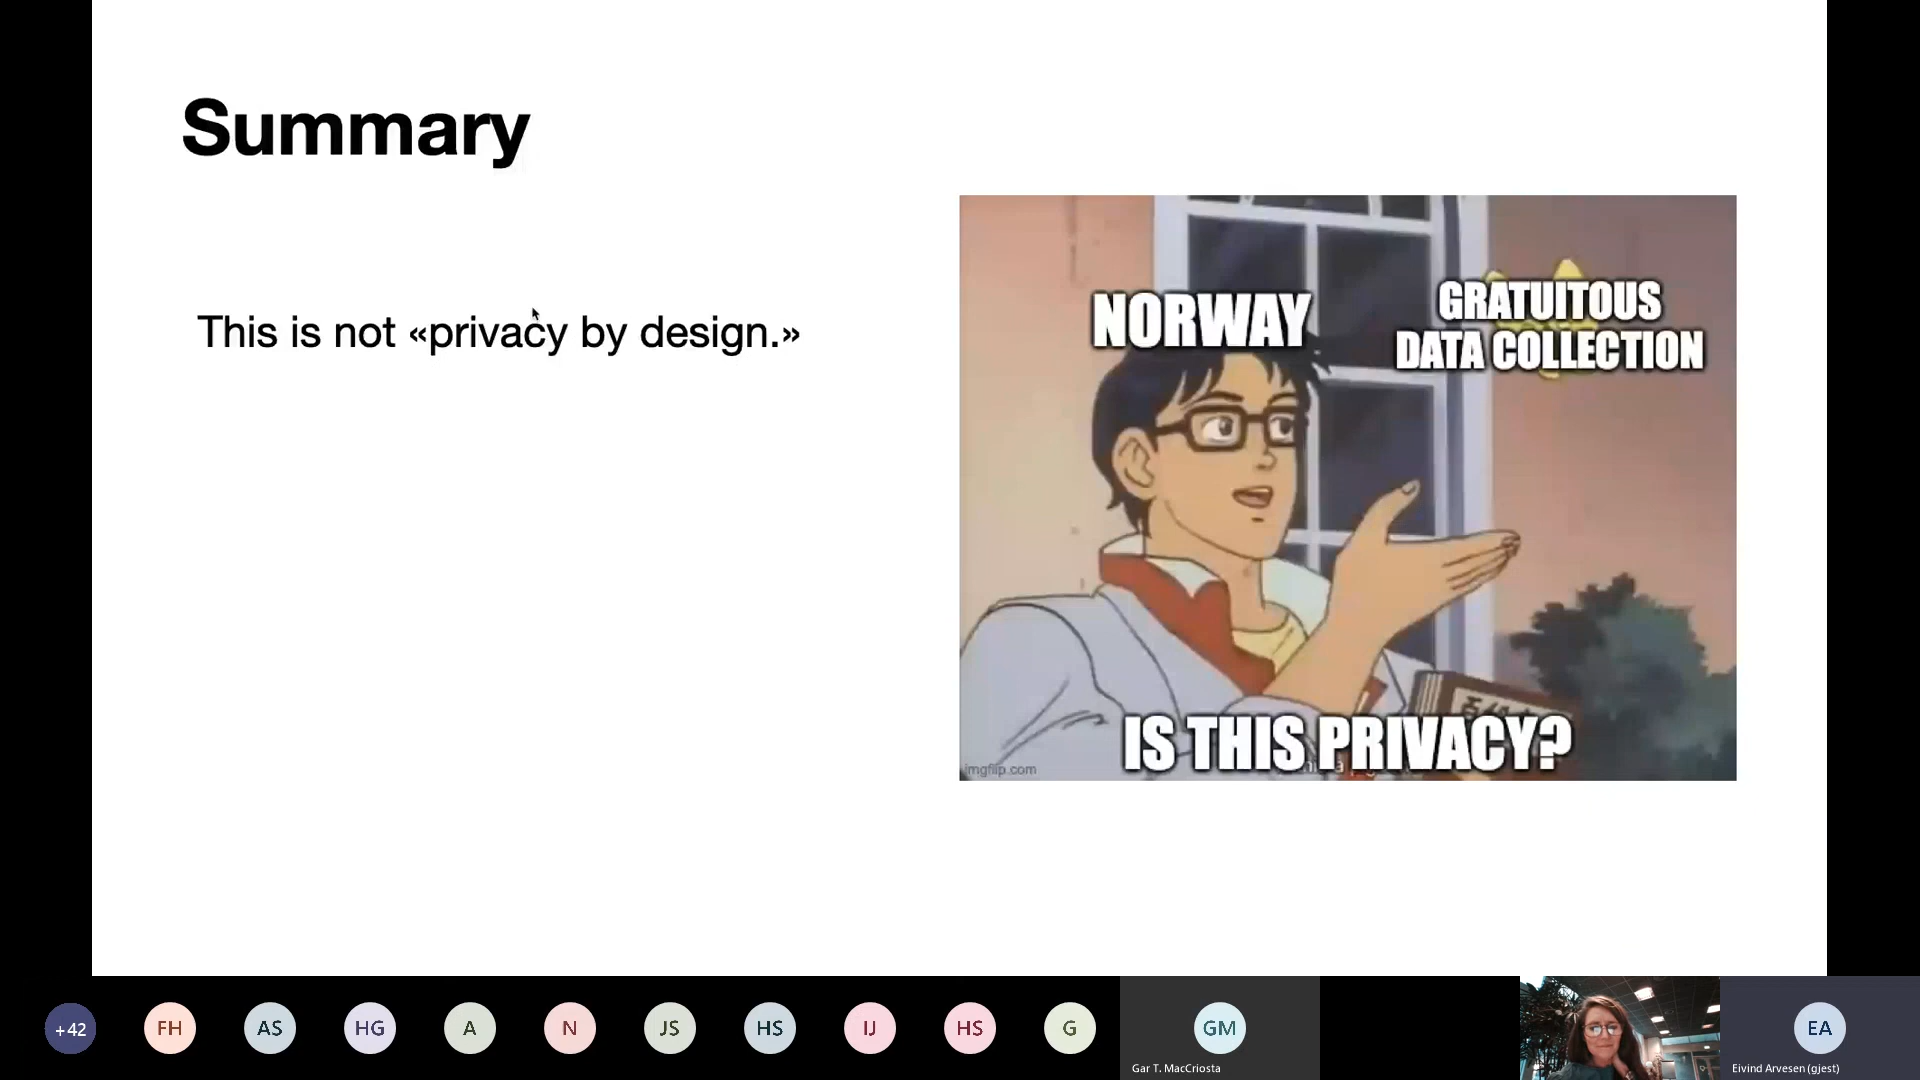 Summary
This is not «privacy by design.»
NORWAY
GRATUITOUS
DATA COLLECTION
IS THIS PRIVACY?
imgflip.com
+42
FH
AS
HG
A
N
JS
HS
IJ
HS
G
GM
Gar T. MacCriosta
EA
Eivind Arvesen (gjest)